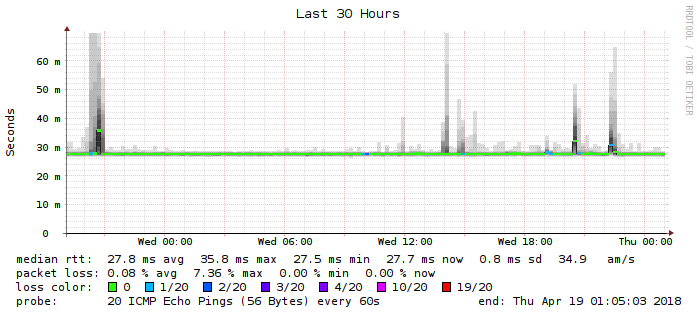 Last 30 Hours
RRDTOOL / TOBI OETIKER
Seconds
60 m
50 m
40 m
30 m
20 m
10 m
0
Wed 00:00 Wed 06:00 Wed 12:00 Wed 18:00 Thu 00:00
median rtt: 27.8 ms avg 35.8 ms max 27.5 ms min 27.7 ms now 0.8 ms sd 34.9 am/s
packet loss: 0.08 % avg 7.36 % max 0.00 % min 0.00 % now
loss color: 0 1/20 2/20 3/20 4/20 10/20 19/20
probe: 20 ICMP Echo Pings (56 Bytes) every 60s end: Thu Apr 19 01:05:03 2018